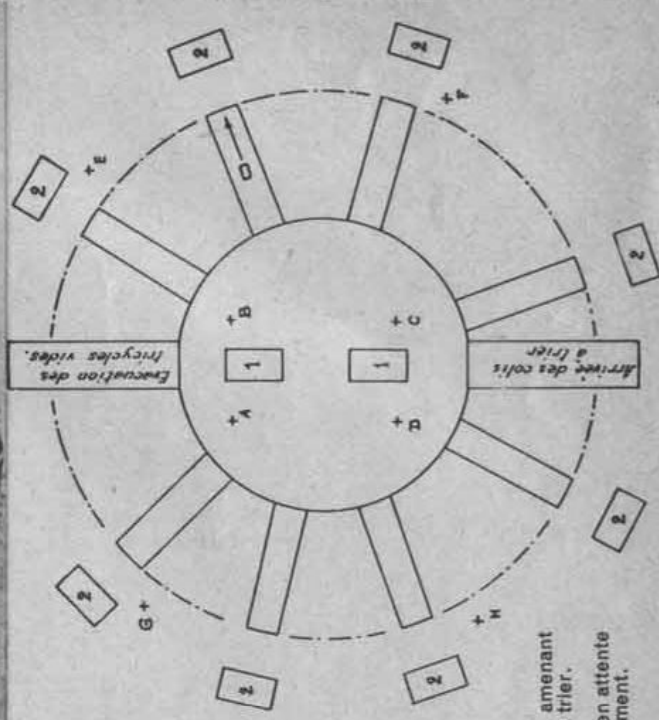 Evacuation des
tricycles vides.
2
2
2
2
2
2
2
2
E
F
G
H
A
B
C
D
1
1
Arrivée des colis
à trier
amenant
trier.
n attente
ment.